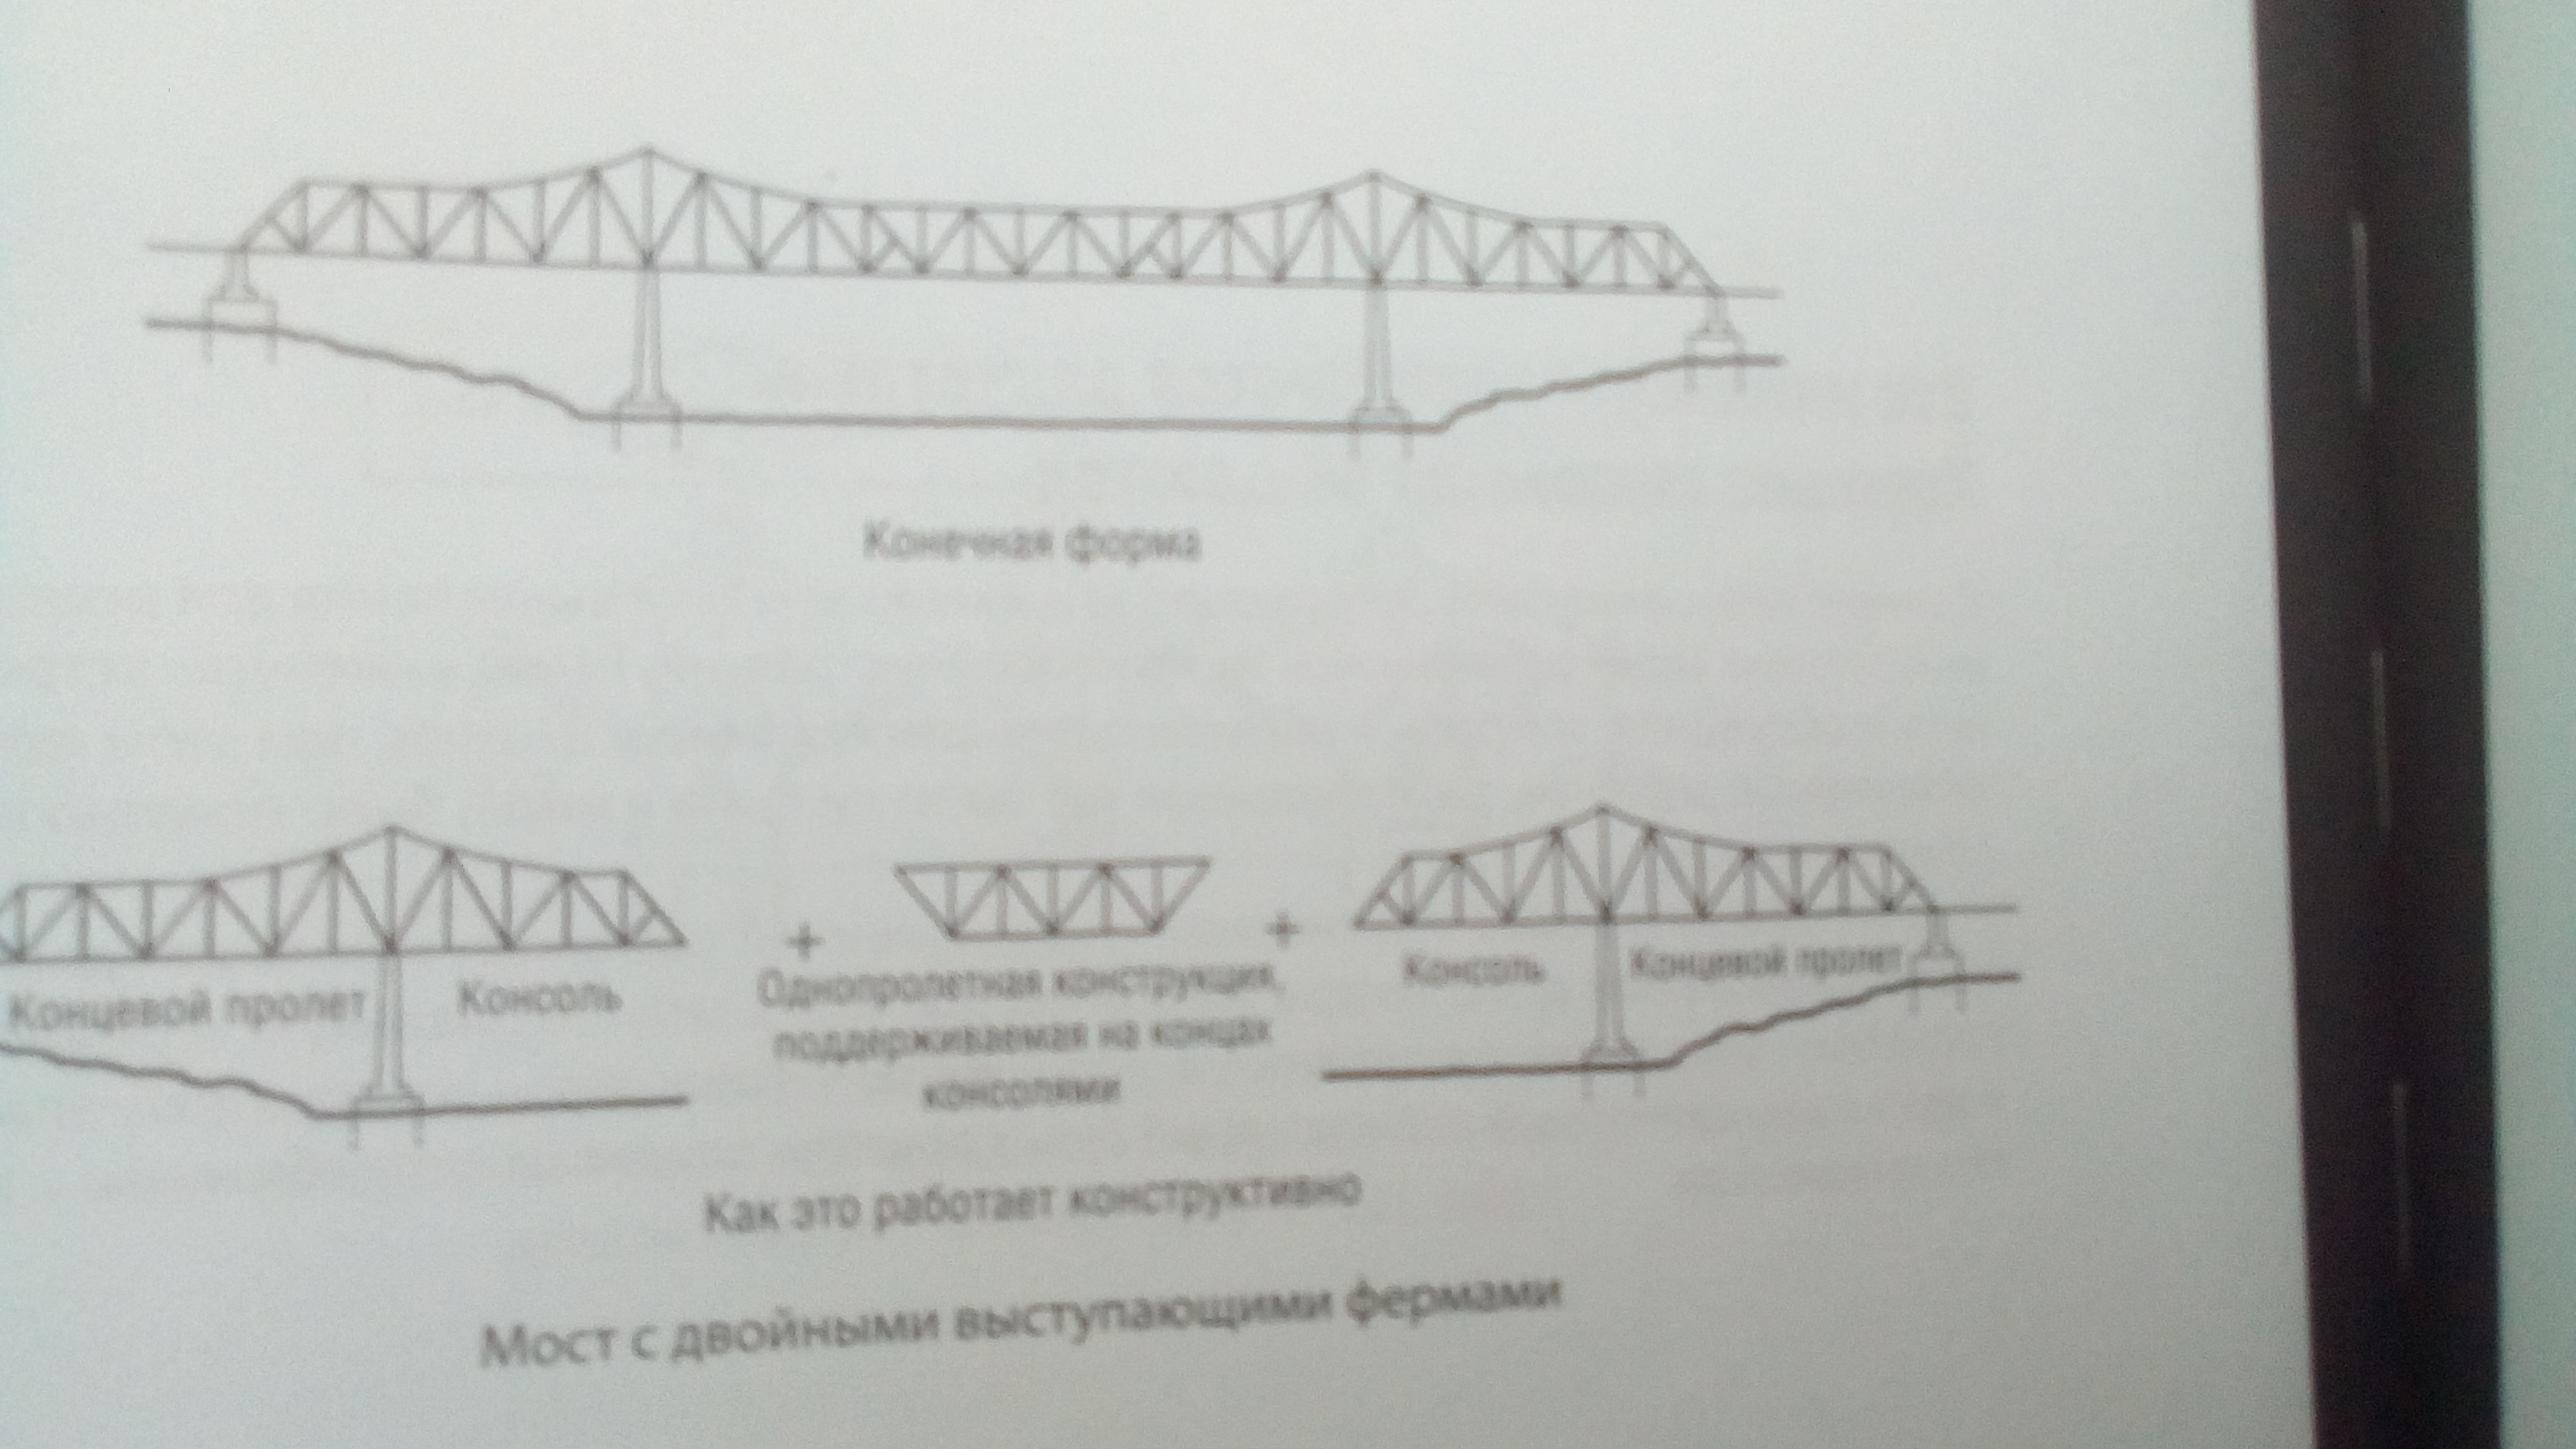 Конечная форма
Концевой пролет
Консоль
+
Однопролетная конструкция,
поддерживаемая на концах
консолями
+
Консоль
Концевой пролет
Как это работает конструктивно
Мост с двойными выступающими фермами